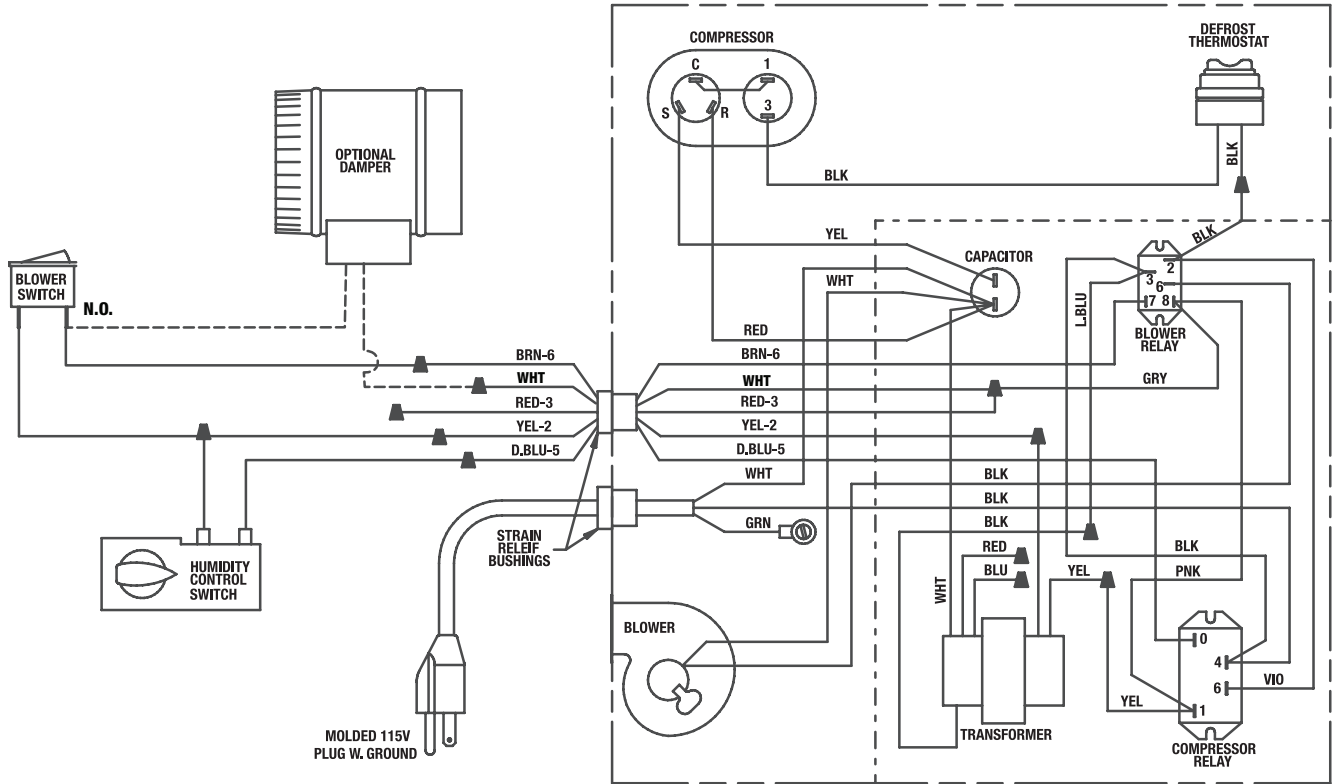 COMPRESSOR
C
1
S
R
3
DEFROST
THERMOSTAT
BLK
BLK
OPTIONAL
DAMPER
BLOWER
SWITCH
N.O.
YEL
WHT
RED
CAPACITOR
BLK
L.BLU
2
3
6
7 8
BLOWER
RELAY
BRN-6
WHT
RED-3
YEL-2
D.BLU-5
BRN-6
WHT
RED-3
YEL-2
D.BLU-5
GRY
WHT
BLK
BLK
BLK
GRN
STRAIN
RELEIF
BUSHINGS
HUMIDITY
CONTROL
SWITCH
RED
BLU
YEL
WHT
BLK
PNK
BLOWER
0
4
6
1
VIO
YEL
TRANSFORMER
COMPRESSOR
RELAY
MOLDED 115V
PLUG W. GROUND